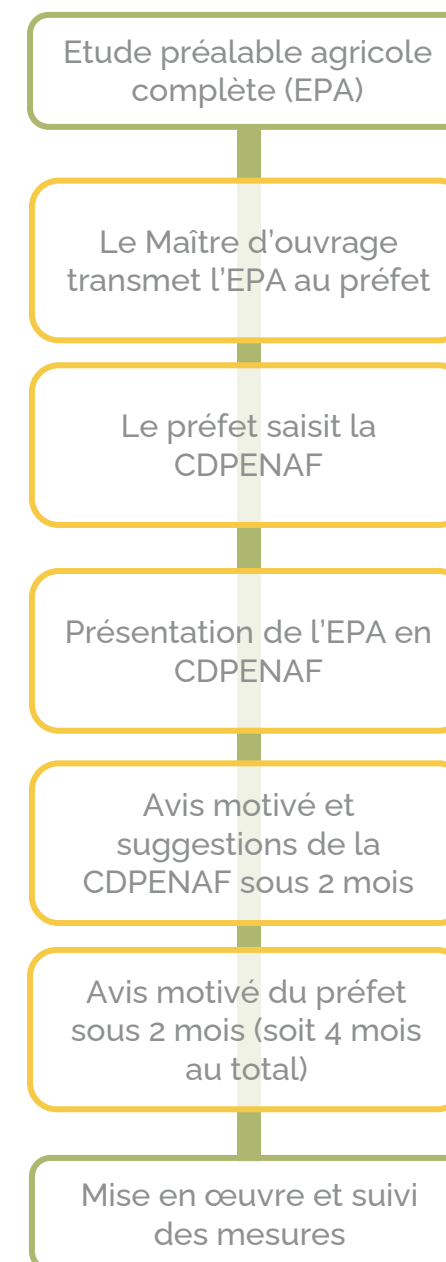 Etude préalable agricole
complète (EPA)
Le Maître d’ouvrage
transmet l’EPA au préfet
Le préfet saisit la
CDPENAF
Présentation de l’EPA en
CDPENAF
Avis motivé et
suggestions de la
CDPENAF sous 2 mois
Avis motivé du préfet
sous 2 mois (soit 4 mois
au total)
Mise en œuvre et suivi
des mesures